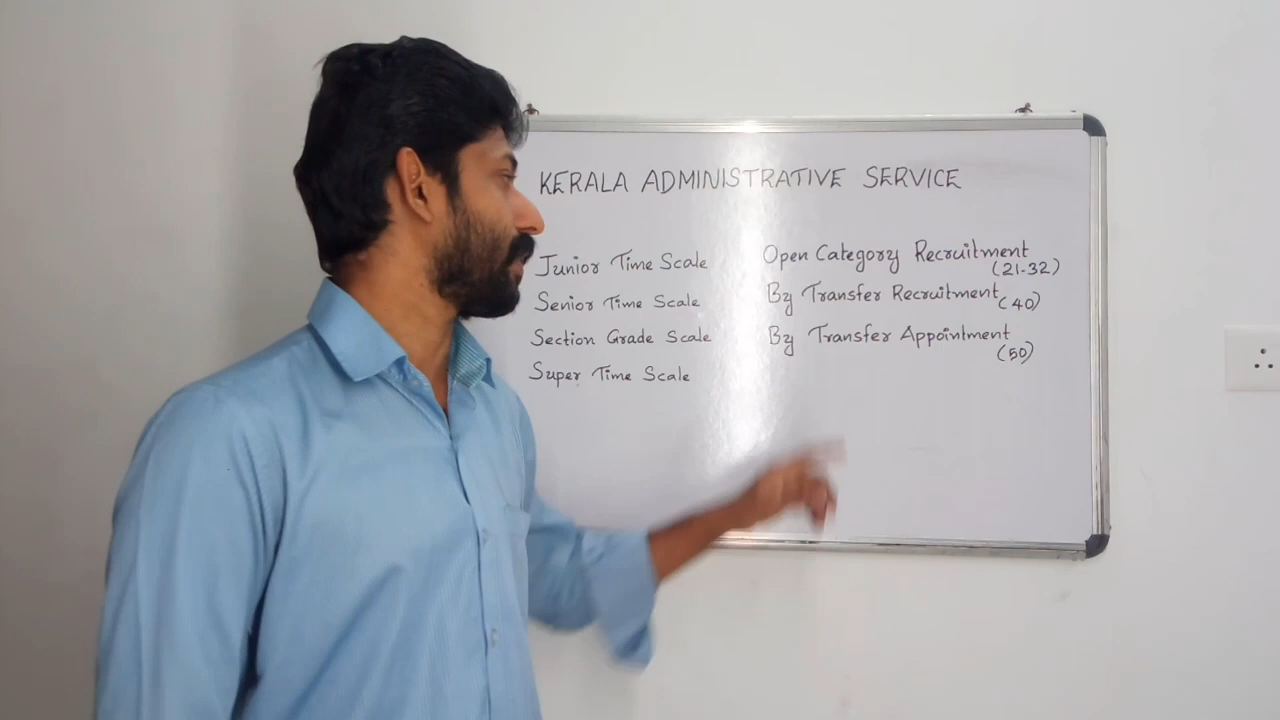 KERALA ADMINISTRATIVE SERVICE
Junior Time Scale
Senior Time Scale
Section Grade Scale
Super Time Scale
Open Category Recruitment
(21-32)
By Transfer Recruitment (40)
By Transfer Appointment
(50)